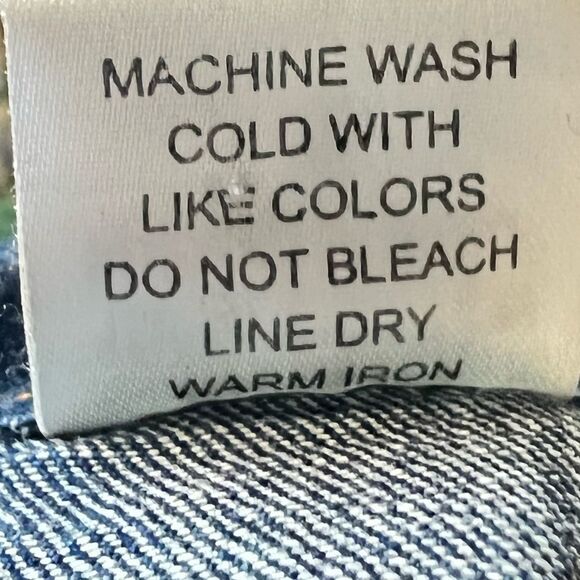 MACHINE WASH
COLD WITH
LIKE COLORS
DO NOT BLEACH
LINE DRY
WARM IRON